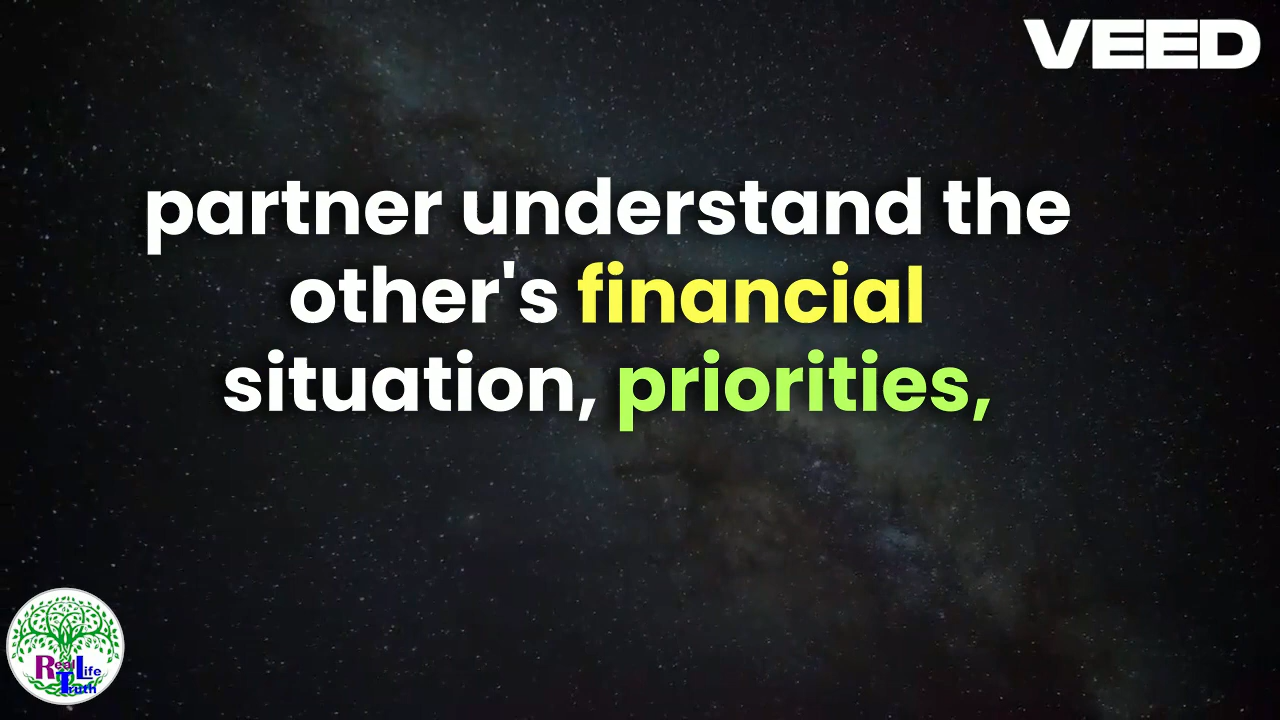 VEED
partner understand the
other's financial
situation, priorities,
Real Life
Truth